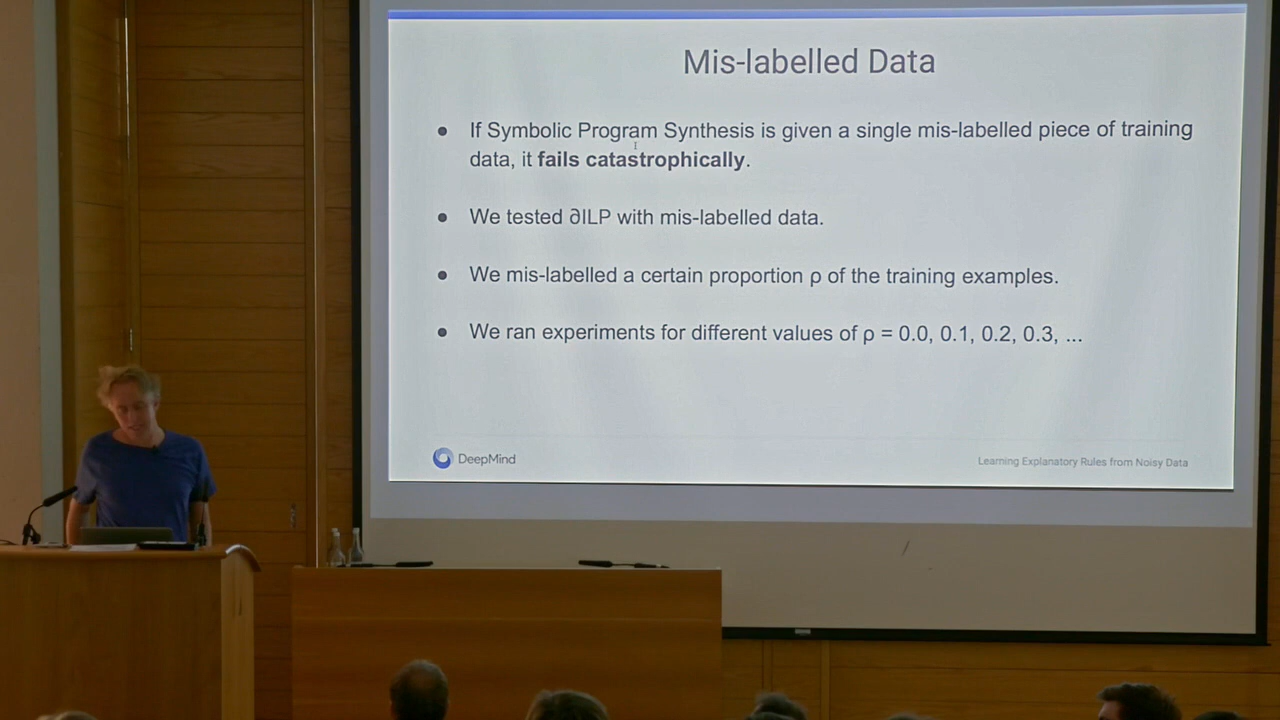 Mis-labelled Data
● If Symbolic Program Synthesis is given a single mis-labelled piece of training
data, it fails catastrophically.
● We tested ∂ILP with mis-labelled data.
● We mis-labelled a certain proportion ρ of the training examples.
● We ran experiments for different values of ρ = 0.0, 0.1, 0.2, 0.3, ...
DeepMind
Learning Explanatory Rules from Noisy Data